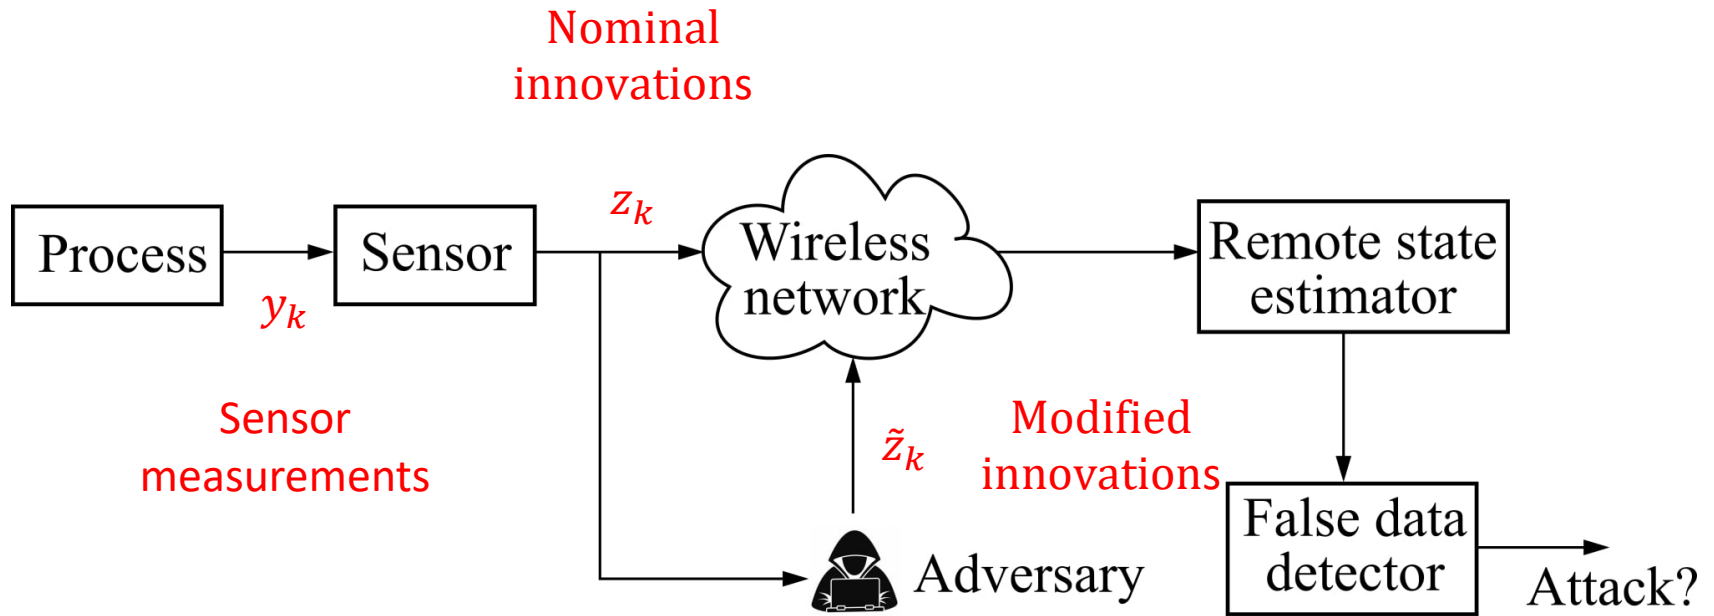 Nominal
innovations
Process
y_k
Sensor
z_k
Wireless
network
Remote state
estimator
Sensor
measurements
z̃_k
Modified
innovations
Adversary
False data
detector
Attack?